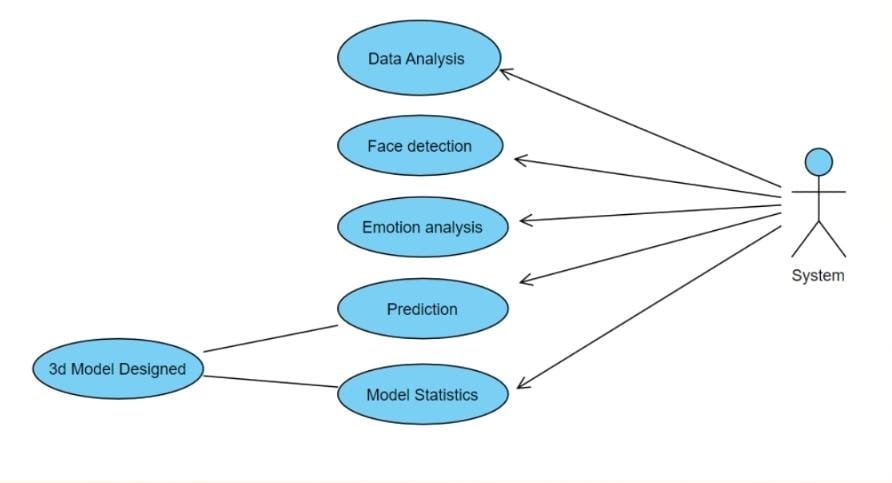 Data Analysis
Face detection
Emotion analysis
System
Prediction
3d Model Designed
Model Statistics